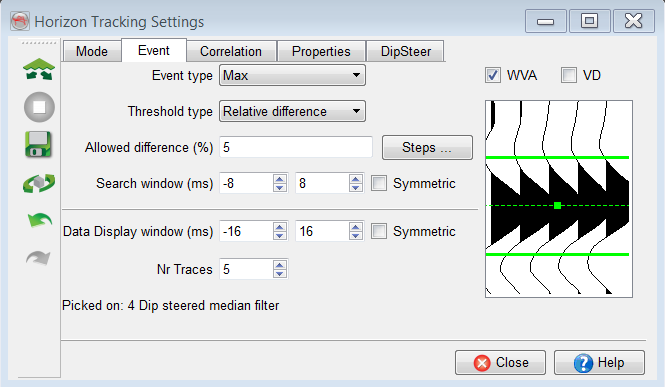 Horizon Tracking Settings
Mode Event Correlation Properties DipSteer
Event type Max
WVA VD
Threshold type Relative difference
Allowed difference (%) 5 Steps ...
Search window (ms) -8 8 Symmetric
Data Display window (ms) -16 16 Symmetric
Nr Traces 5
Picked on: 4 Dip steered median filter
Close Help